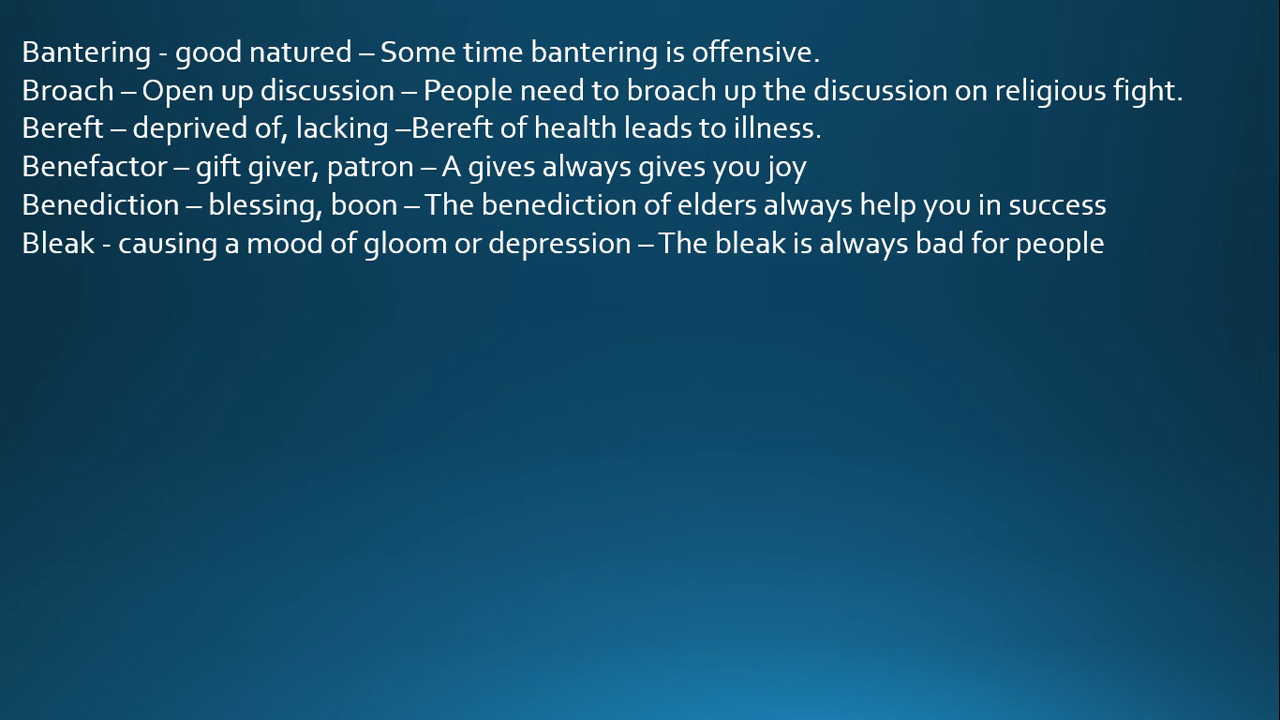 Bantering - good natured – Some time bantering is offensive.
Broach – Open up discussion – People need to broach up the discussion on religious fight.
Bereft – deprived of, lacking –Bereft of health leads to illness.
Benefactor – gift giver, patron – A gives always gives you joy
Benediction – blessing, boon – The benediction of elders always help you in success
Bleak - causing a mood of gloom or depression – The bleak is always bad for people